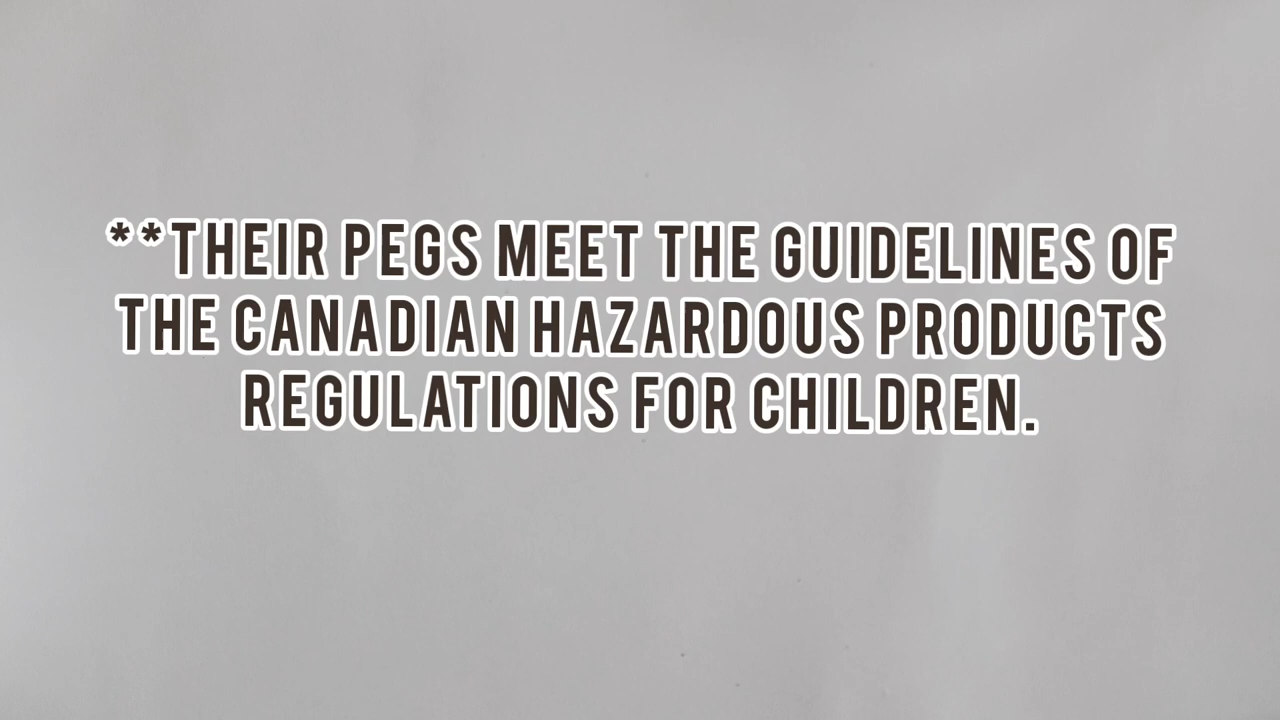 **THEIR PEGS MEET THE GUIDELINES OF
THE CANADIAN HAZARDOUS PRODUCTS
REGULATIONS FOR CHILDREN.